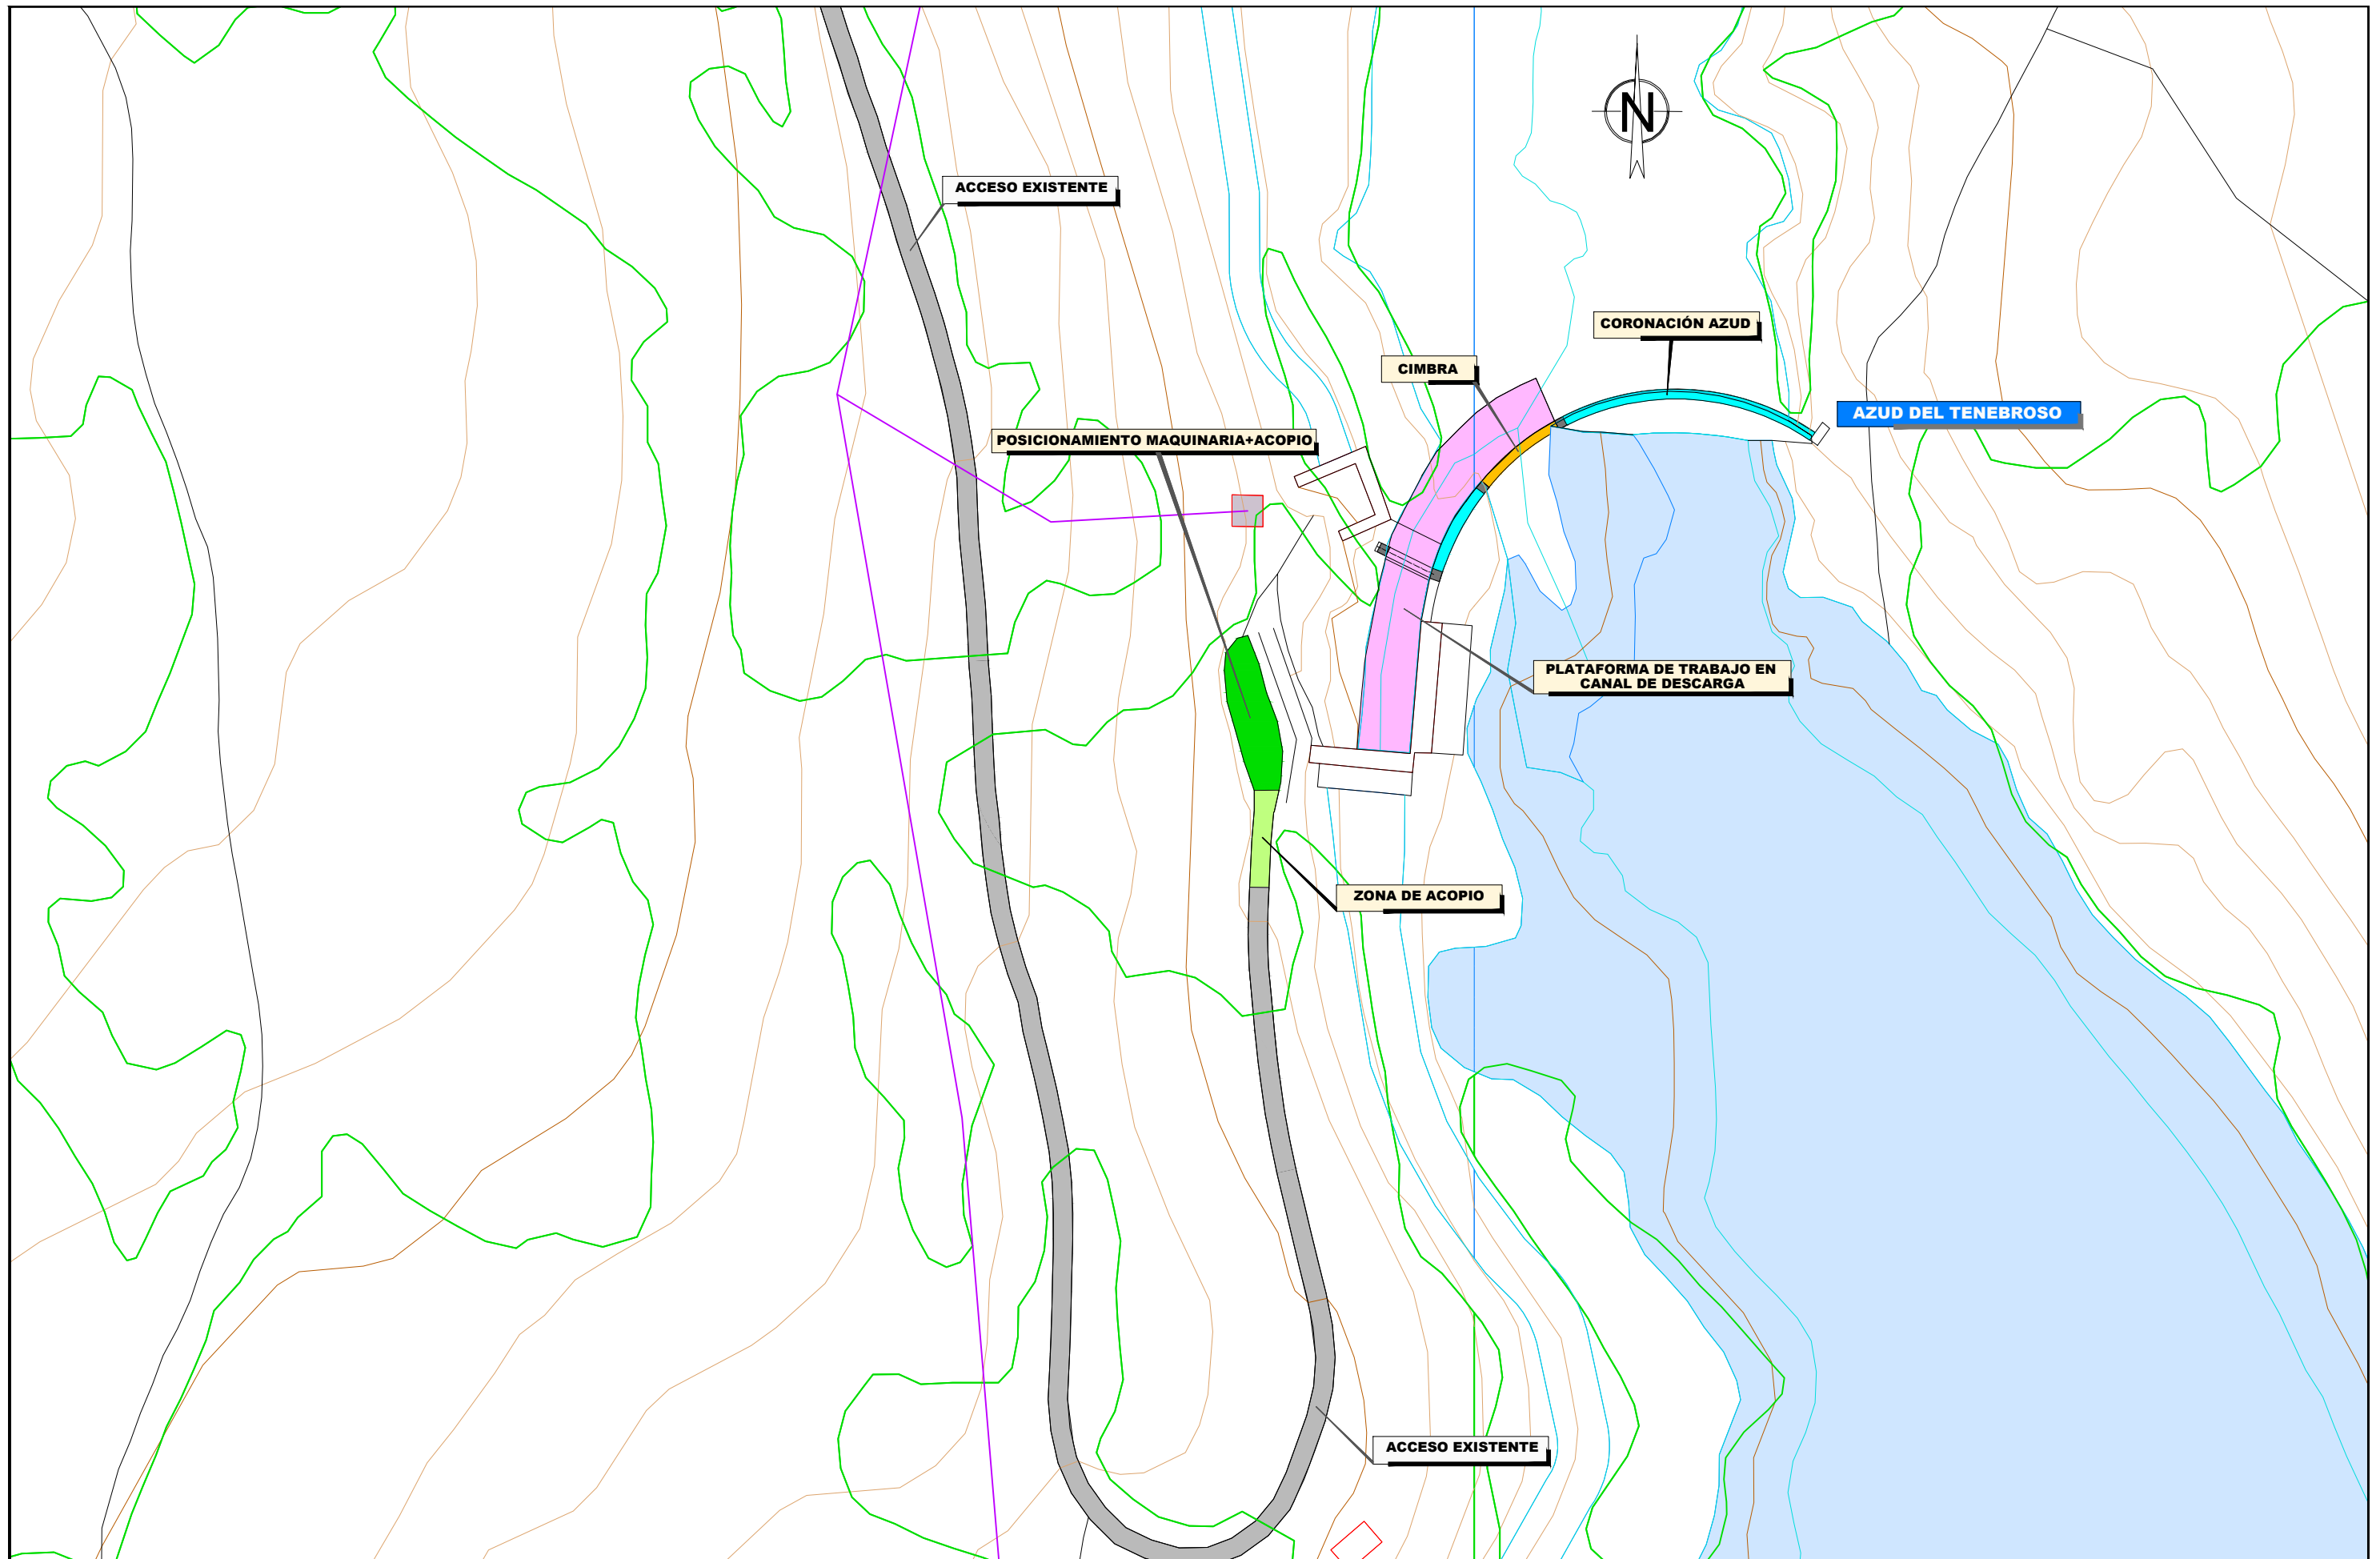 N
ACCESO EXISTENTE
CORONACIÓN AZUD
CIMBRA
AZUD DEL TENEBROSO
POSICIONAMIENTO MAQUINARIA+ACOPIO
PLATAFORMA DE TRABAJO EN
CANAL DE DESCARGA
ZONA DE ACOPIO
ACCESO EXISTENTE